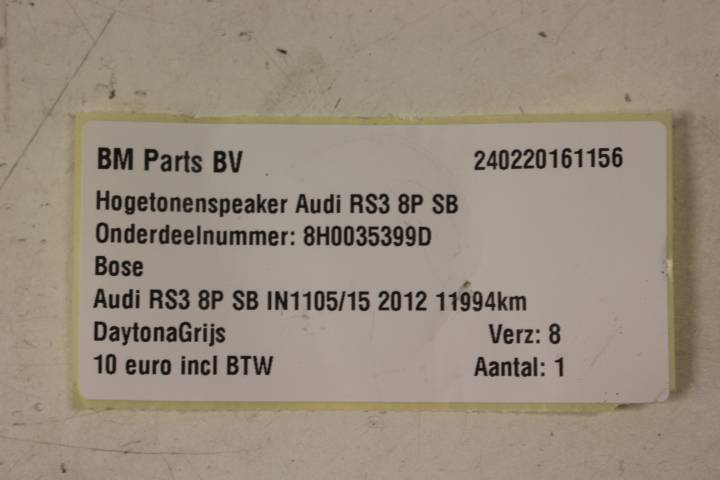 BM Parts BV 240220161156
Hogetonenspeaker Audi RS3 8P SB
Onderdeelnummer: 8H0035399D
Bose
Audi RS3 8P SB IN1105/15 2012 11994km
DaytonaGrijs Verz: 8
10 euro incl BTW Aantal: 1